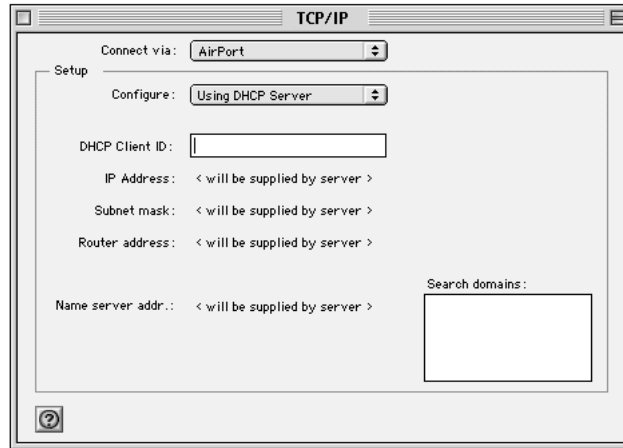 TCP/IP
Connect via: AirPort
Setup
Configure: Using DHCP Server
DHCP Client ID:
IP Address: < will be supplied by server >
Subnet mask: < will be supplied by server >
Router address: < will be supplied by server >
Search domains:
Name server addr.: < will be supplied by server >
?